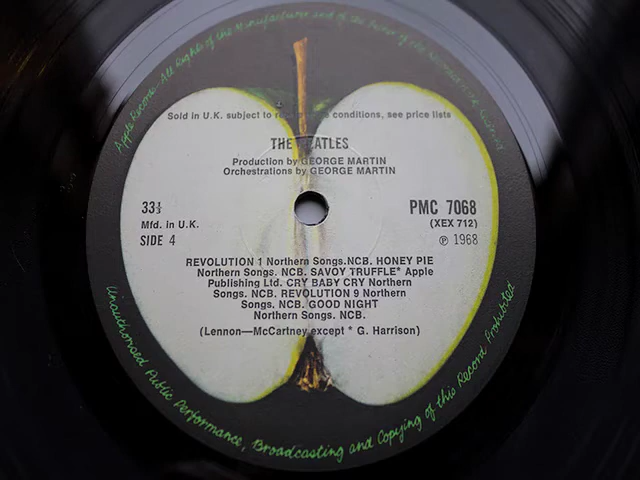 Apple Records-All Rights of the Manufacturer and of the Owner of the Recorded Work Reserved
Sold in U.K. subject to conditions, see price lists
THE
Production by GEORGE MARTIN
Orchestrations by GEORGE MARTIN
33⅓
Mfd. in U.K.
SIDE 4
PMC 7068
(XEX 712)
℗ 1968
REVOLUTION 1 Northern Songs.NCB. HONEY PIE
Northern Songs. NCB. SAVOY TRUFFLE* Apple
Publishing Ltd. CRY BABY CRY Northern
Songs. NCB. REVOLUTION 9 Northern
Songs. NCB. GOOD NIGHT
Northern Songs. NCB.
(Lennon—McCartney except * G. Harrison)
Unauthorised Public Performance, Broadcasting and Copying of this Record Prohibited